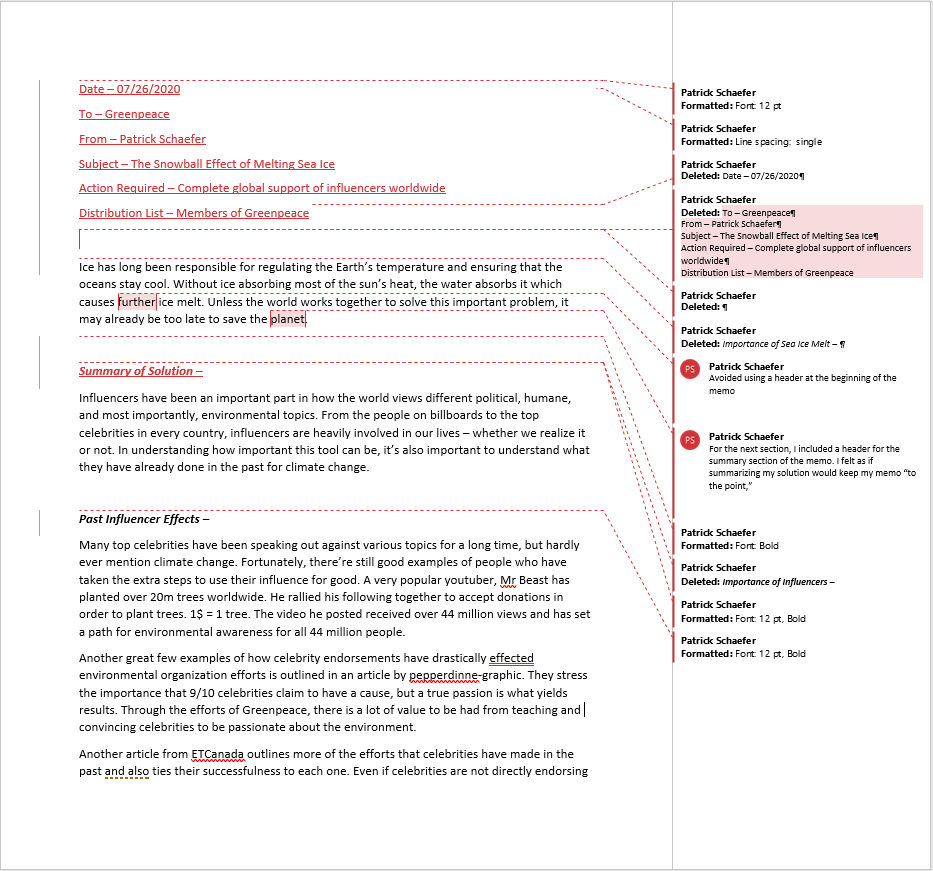 Date – 07/26/2020
To – Greenpeace
From – Patrick Schaefer
Subject – The Snowball Effect of Melting Sea Ice
Action Required – Complete global support of influencers worldwide
Distribution List – Members of Greenpeace
Ice has long been responsible for regulating the Earth's temperature and ensuring that the
oceans stay cool. Without ice absorbing most of the sun's heat, the water absorbs it which
causes further ice melt. Unless the world works together to solve this important problem, it
may already be too late to save the planet.
Summary of Solution –
Influencers have been an important part in how the world views different political, humane,
and most importantly, environmental topics. From the people on billboards to the top
celebrities in every country, influencers are heavily involved in our lives – whether we realize it
or not. In understanding how important this tool can be, it's also important to understand what
they have already done in the past for climate change.
Past Influencer Effects –
Many top celebrities have been speaking out against various topics for a long time, but hardly
ever mention climate change. Fortunately, there're still good examples of people who have
taken the extra steps to use their influence for good. A very popular youtuber, Mr Beast has
planted over 20m trees worldwide. He rallied his following together to accept donations in
order to plant trees. 1$ = 1 tree. The video he posted received over 44 million views and has set
a path for environmental awareness for all 44 million people.
Another great few examples of how celebrity endorsements have drastically effected
environmental organization efforts is outlined in an article by pepperdinne-graphic. They stress
the importance that 9/10 celebrities claim to have a cause, but a true passion is what yields
results. Through the efforts of Greenpeace, there is a lot of value to be had from teaching and
convincing celebrities to be passionate about the environment.
Another article from ETCanada outlines more of the efforts that celebrities have made in the
past and also ties their successfulness to each one. Even if celebrities are not directly endorsing
Patrick Schaefer
Formatted: Font: 12 pt
Patrick Schaefer
Formatted: Line spacing: single
Patrick Schaefer
Deleted: Date – 07/26/2020¶
Patrick Schaefer
Deleted: To – Greenpeace¶
From – Patrick Schaefer¶
Subject – The Snowball Effect of Melting Sea Ice¶
Action Required – Complete global support of influencers
worldwide¶
Distribution List – Members of Greenpeace
Patrick Schaefer
Deleted: ¶
Patrick Schaefer
Deleted: Importance of Sea Ice Melt – ¶
PS
Patrick Schaefer
Avoided using a header at the beginning of the
memo
PS
Patrick Schaefer
For the next section, I included a header for the
summary section of the memo. I felt as if
summarizing my solution would keep my memo "to
the point,"
Patrick Schaefer
Formatted: Font: Bold
Patrick Schaefer
Deleted: Importance of Influencers –
Patrick Schaefer
Formatted: Font: 12 pt, Bold
Patrick Schaefer
Formatted: Font: 12 pt, Bold